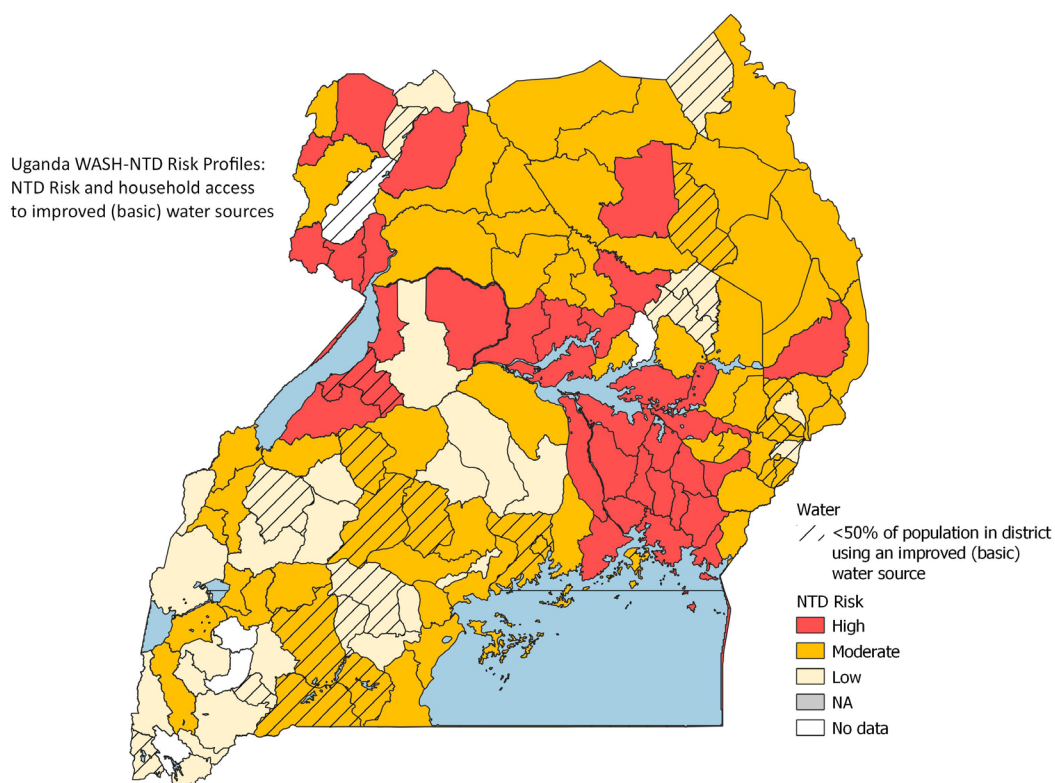 Uganda WASH-NTD Risk Profiles:
NTD Risk and household access
to improved (basic) water sources
Water
<50% of population in district
using an improved (basic)
water source
NTD Risk
High
Moderate
Low
NA
No data